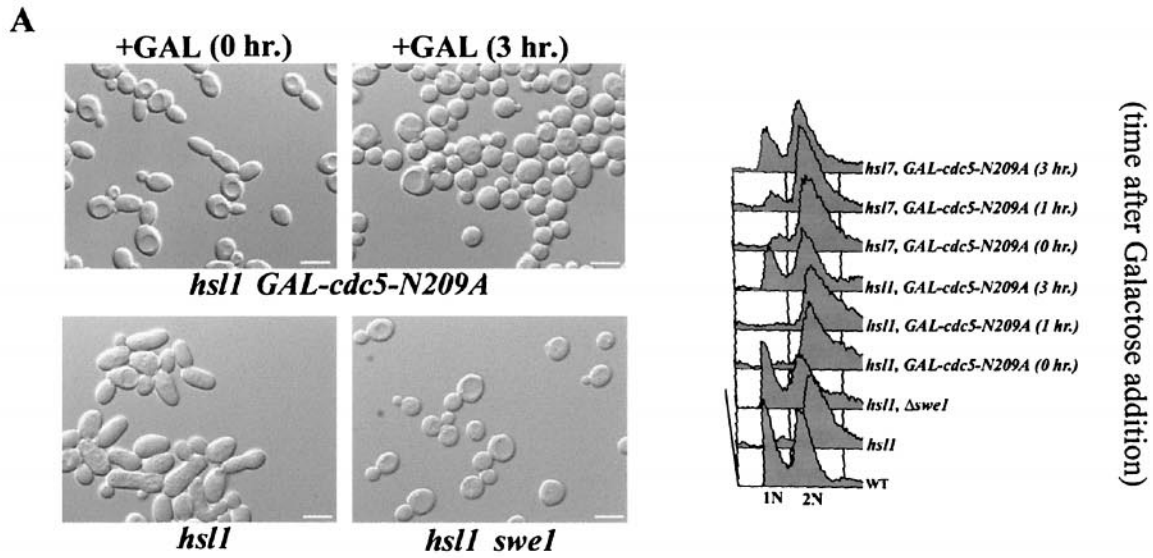 A
+GAL (0 hr.)
+GAL (3 hr.)
hsl1 GAL-cdc5-N209A
hsl1
hsl1 swe1
hsl7, GAL-cdc5-N209A (3 hr.)
hsl7, GAL-cdc5-N209A (1 hr.)
hsl7, GAL-cdc5-N209A (0 hr.)
hsl1, GAL-cdc5-N209A (3 hr.)
hsl1, GAL-cdc5-N209A (1 hr.)
hsl1, GAL-cdc5-N209A (0 hr.)
hsl1, Δswe1
hsl1
WT
1N
2N
(time after Galactose addition)